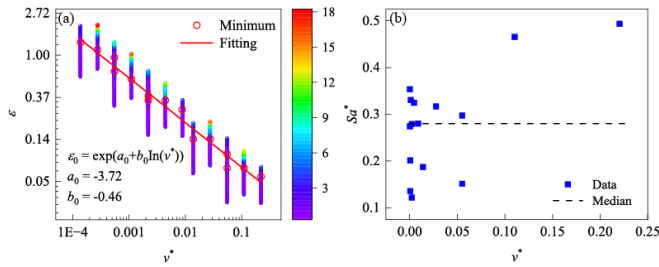 (a)
Minimum
Fitting
2.72
1.00
0.37
0.14
0.05
ε
ε0 = exp(a0+b0In(v*))
a0 = -3.72
b0 = -0.46
1E-4
0.001
0.01
0.1
v*
18
15
12
9
6
3
(b)
0.5
0.4
0.3
0.2
0.1
Sa*
Data
Median
0.00
0.05
0.10
0.15
0.20
0.25
v*